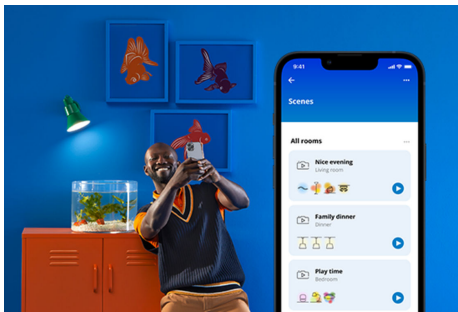 9:41
Scenes
All rooms
Nice evening
Living room
Family dinner
Dinner
Play time
Bedroom